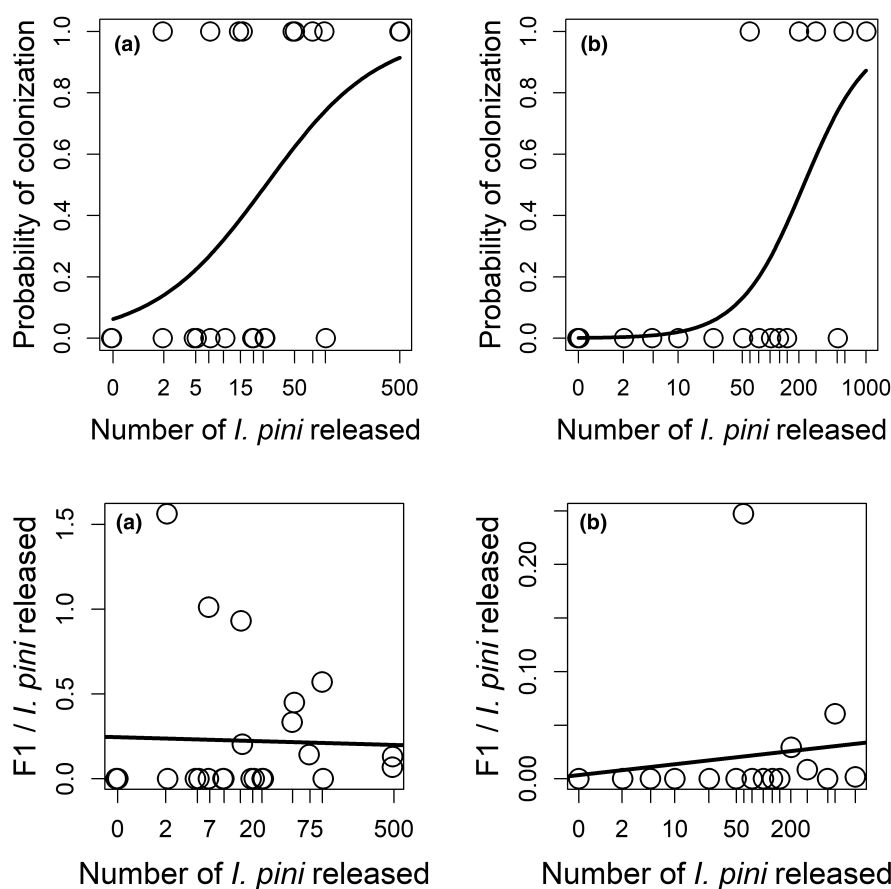 (a)
Probability of colonization
0.0 0.2 0.4 0.6 0.8 1.0
0 2 5 15 50 500
Number of I. pini released
(b)
Probability of colonization
0.0 0.2 0.4 0.6 0.8 1.0
0 2 10 50 200 1000
Number of I. pini released
(a)
F1 / I. pini released
0.0 0.5 1.0 1.5
0 2 7 20 75 500
Number of I. pini released
(b)
F1 / I. pini released
0.00 0.10 0.20
0 2 10 50 200
Number of I. pini released